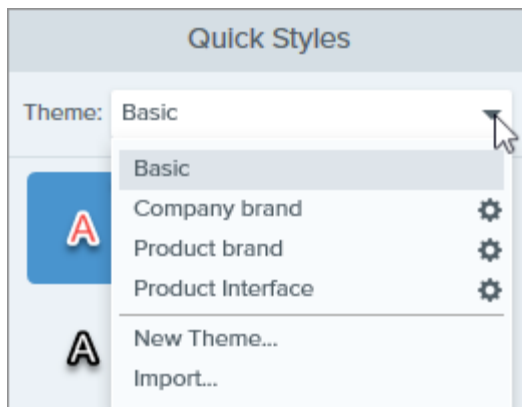 Quick Styles
Theme: Basic
Basic
A
Company brand
Product brand
Product Interface
New Theme...
A
Import...